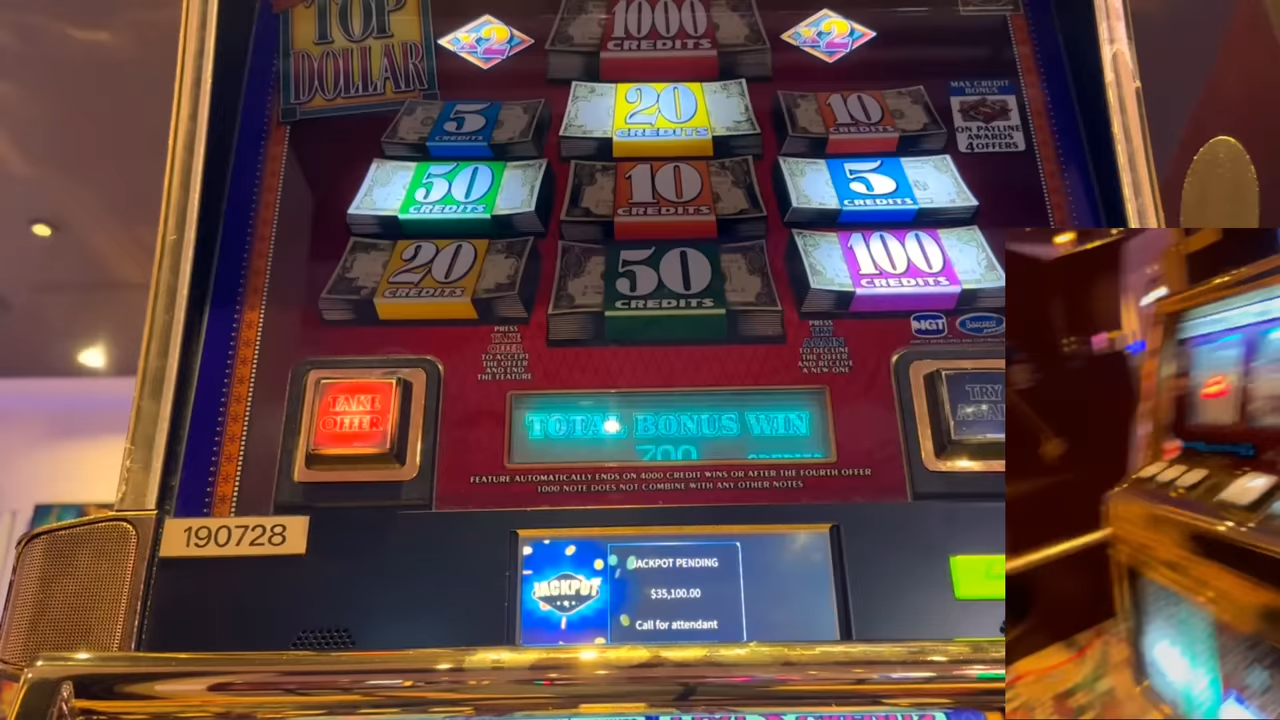 TOP
DOLLAR
x2
1000
CREDITS
x2
5
CREDITS
20
CREDITS
10
CREDITS
MAX CREDIT
BONUS
ON PAYLINE
AWARDS
4 OFFERS
50
CREDITS
10
CREDITS
5
CREDITS
20
CREDITS
50
CREDITS
100
CREDITS
PRESS
TAKE
OFFER
TO ACCEPT
THE OFFER
AND END
THE FEATURE
PRESS
TRY
AGAIN
TO DECLINE
THE OFFER
AND RECEIVE
A NEW ONE
IGT
Barcrest
TAKE
OFFER
TOTAL BONUS WIN
700 CREDITS
TRY
AGAI
FEATURE AUTOMATICALLY ENDS ON 4000 CREDIT WINS OR AFTER THE FOURTH OFFER
1000 NOTE DOES NOT COMBINE WITH ANY OTHER NOTES
190728
JACKPOT
JACKPOT PENDING
$35,100.00
Call for attendant